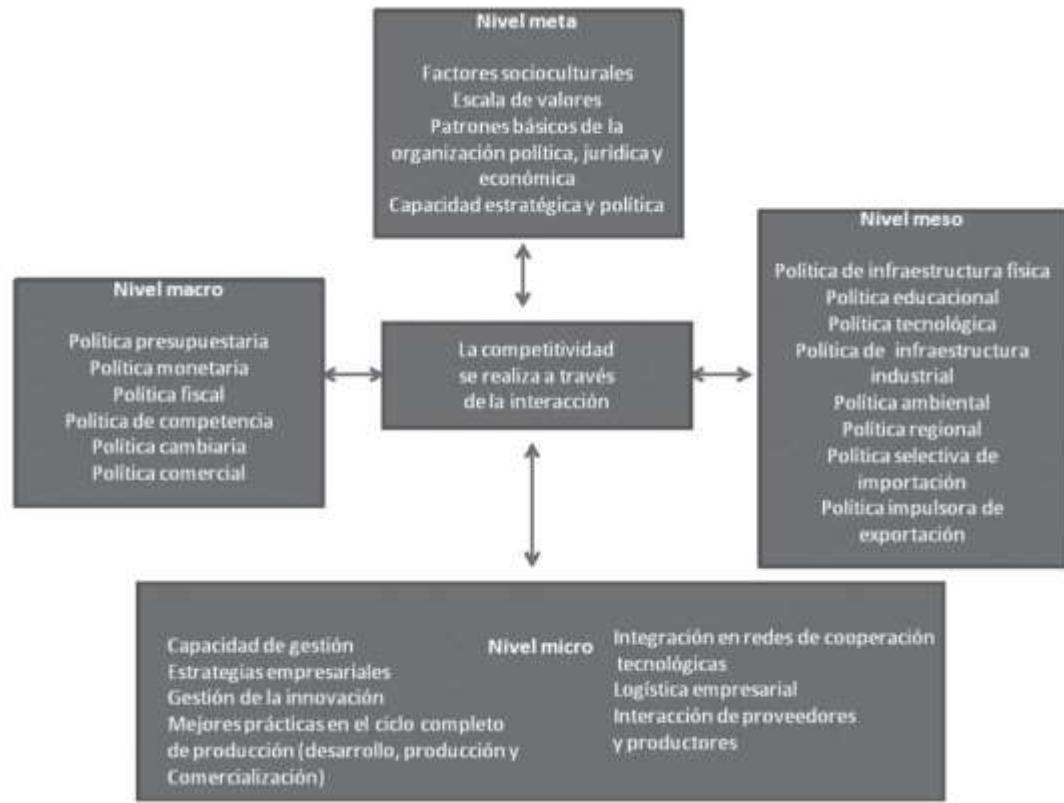 Nivel meta
Factores socioculturales
Escala de valores
Patrones básicos de la
organización política, jurídica y
económica
Capacidad estratégica y política
Nivel macro
Política presupuestaria
Política monetaria
Política fiscal
Política de competencia
Política cambiaria
Política comercial
La competitividad
se realiza a través
de la interacción
Nivel meso
Política de infraestructura física
Política educacional
Política tecnológica
Política de infraestructura
industrial
Política ambiental
Política regional
Política selectiva de
importación
Política impulsora de
exportación
Nivel micro
Capacidad de gestión
Estrategias empresariales
Gestión de la innovación
Mejores prácticas en el ciclo completo
de producción (desarrollo, producción y
Comercialización)
Integración en redes de cooperación
tecnológicas
Logística empresarial
Interacción de proveedores
y productores